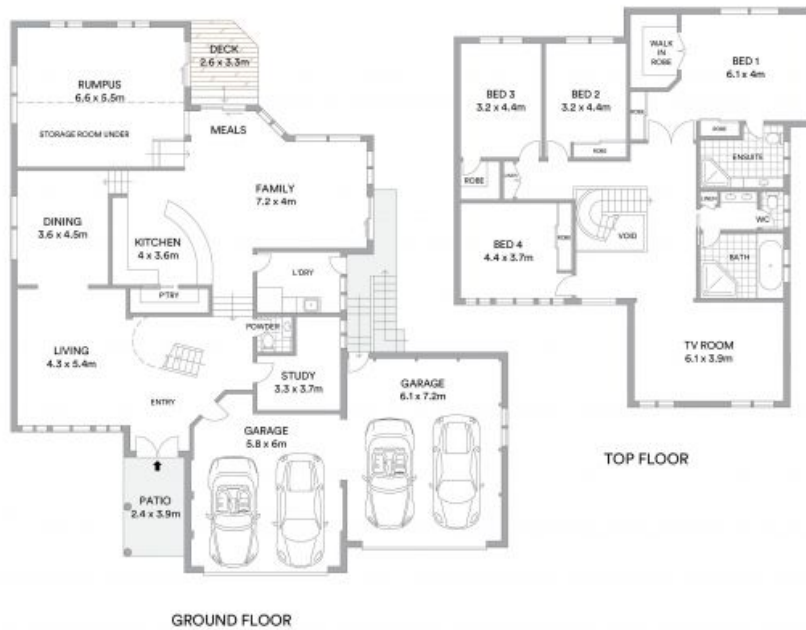 DECK
2.6 x 3.3m
RUMPUS
6.6 x 5.5m
STORAGE ROOM UNDER
MEALS
FAMILY
7.2 x 4m
DINING
3.6 x 4.5m
KITCHEN
4 x 3.6m
L'DRY
P'TRY
POWDER
LIVING
4.3 x 5.4m
STUDY
3.3 x 3.7m
ENTRY
GARAGE
6.1 x 7.2m
GARAGE
5.8 x 6m
PATIO
2.4 x 3.9m
GROUND FLOOR
WALK
IN
ROBE
BED 1
6.1 x 4m
BED 3
3.2 x 4.4m
BED 2
3.2 x 4.4m
ROBE
ROBE
ROBE
ENSUITE
ROBE
LINEN
LINEN
WC
BED 4
4.4 x 3.7m
ROBE
VOID
BATH
TV ROOM
6.1 x 3.9m
TOP FLOOR